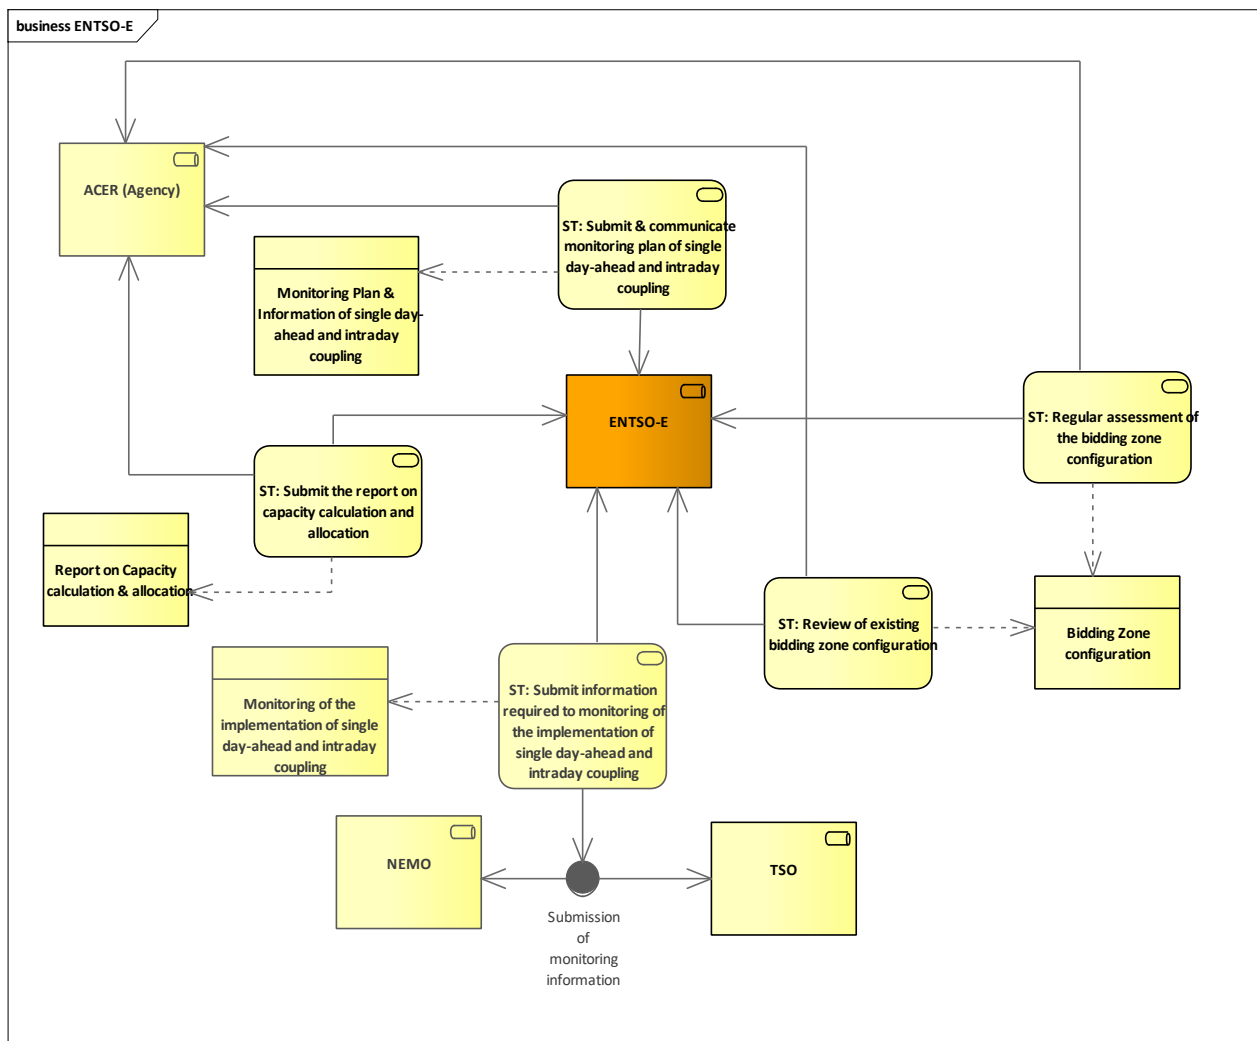 business ENTSO-E
ACER (Agency)
ST: Submit & communicate
monitoring plan of single
day-ahead and intraday
coupling
Monitoring Plan &
Information of single day-
ahead and intraday
coupling
ENTSO-E
ST: Regular assessment of
the bidding zone
configuration
ST: Submit the report on
capacity calculation and
allocation
Report on Capacity
calculation & allocation
ST: Review of existing
bidding zone configuration
Bidding Zone
configuration
ST: Submit information
required to monitoring of
the implementation of
single day-ahead and
intraday coupling
Monitoring of the
implementation of single
day-ahead and intraday
coupling
NEMO
TSO
Submission
of
monitoring
information